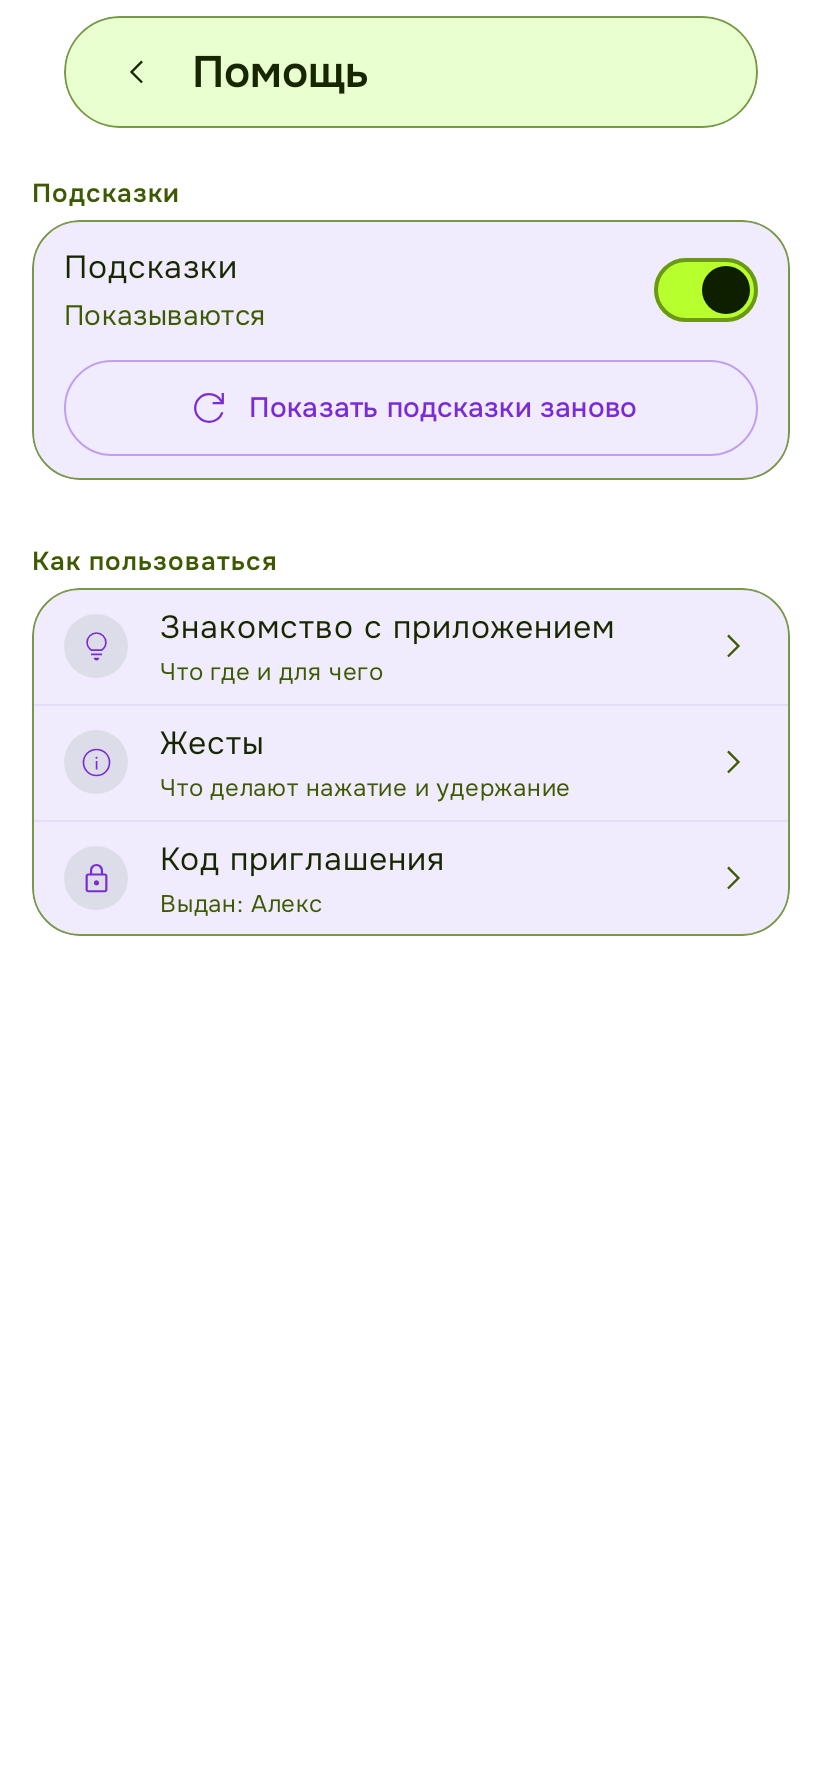 Помощь
Подсказки
Подсказки
Показываются
Показать подсказки заново
Как пользоваться
Знакомство с приложением
Что где и для чего
Жесты
Что делают нажатие и удержание
Код приглашения
Выдан: Алекс